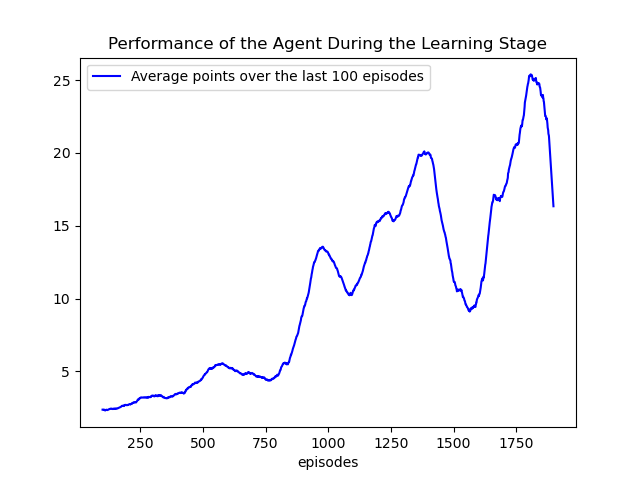 Performance of the Agent During the Learning Stage
Average points over the last 100 episodes
25
20
15
10
5
250 500 750 1000 1250 1500 1750
episodes